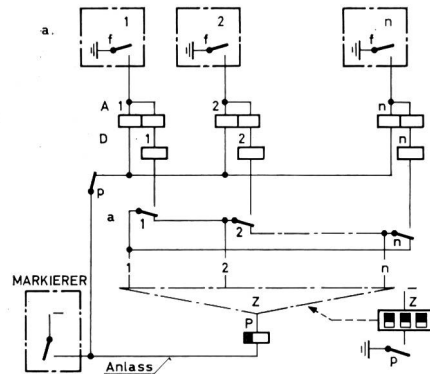 a.
1 2 n
f f f
A 1 2 n
D 1 2 n
p
a 1 2 n
1 2 n
MARKIERER
Z Z
P
p
Anlass